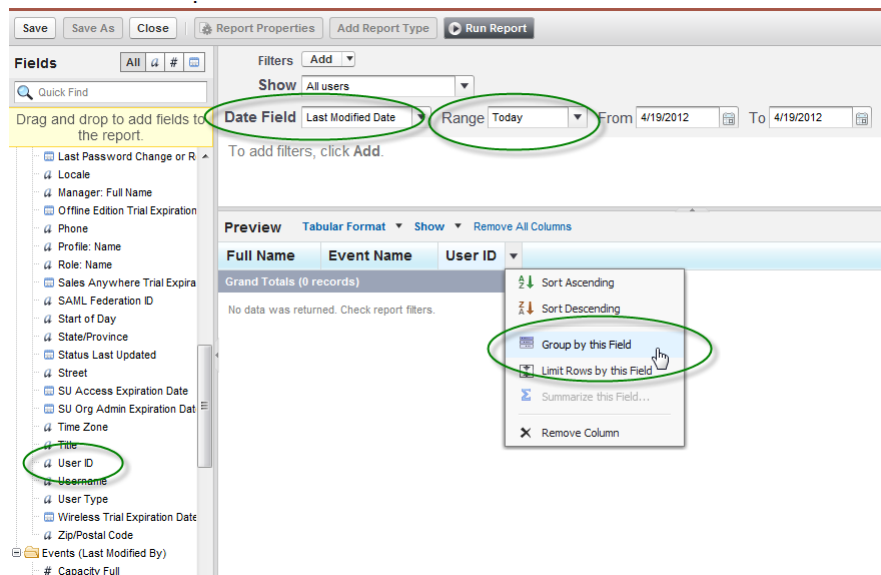 Save Save As Close Report Properties Add Report Type Run Report
Fields All a # 
Quick Find
Drag and drop to add fields to
the report.
Last Password Change or R
a Locale
a Manager: Full Name
Offline Edition Trial Expiration
a Phone
a Profile: Name
a Role: Name
Sales Anywhere Trial Expira
a SAML Federation ID
a Start of Day
a State/Province
Status Last Updated
a Street
SU Access Expiration Date
SU Org Admin Expiration Dat
a Time Zone
a Title
a User ID
a Username
a User Type
Wireless Trial Expiration Date
a Zip/Postal Code
Events (Last Modified By)
# Capacity Full
Filters Add
Show All users
Date Field Last Modified Date Range Today From 4/19/2012 To 4/19/2012
To add filters, click Add.
Preview Tabular Format Show Remove All Columns
Full Name Event Name User ID
Grand Totals (0 records)
No data was returned. Check report filters.
A Z Sort Ascending
Z A Sort Descending
Group by this Field
Limit Rows by this Field
Σ Summarize this Field...
Remove Column